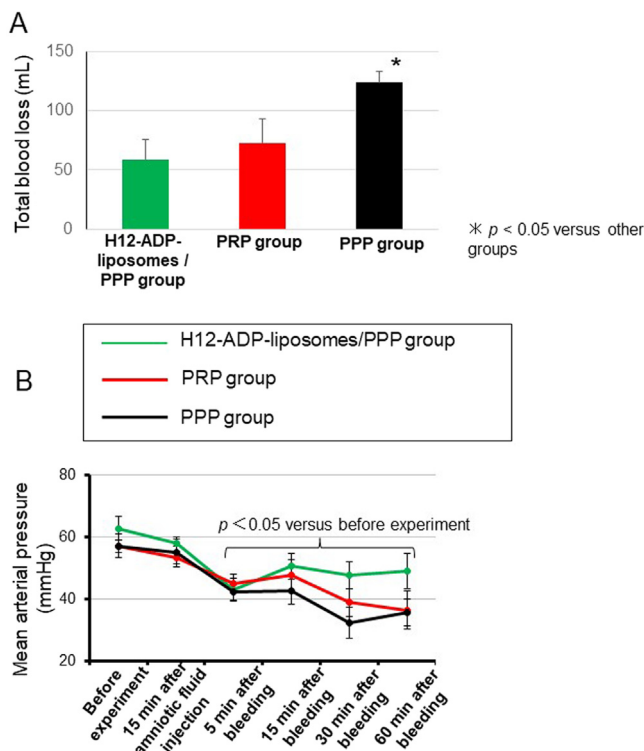 A
Total blood loss (mL)
150
100
50
0
H12-ADP-
liposomes /
PPP group
PRP group
PPP group
*
＊ p < 0.05 versus other
groups
H12-ADP-liposomes/PPP group
PRP group
PPP group
B
Mean arterial pressure
(mmHg)
80
60
40
20
p＜0.05 versus before experiment
Before
experiment
15 min after
amniotic fluid
injection
5 min after
bleeding
15 min after
bleeding
30 min after
bleeding
60 min after
bleeding